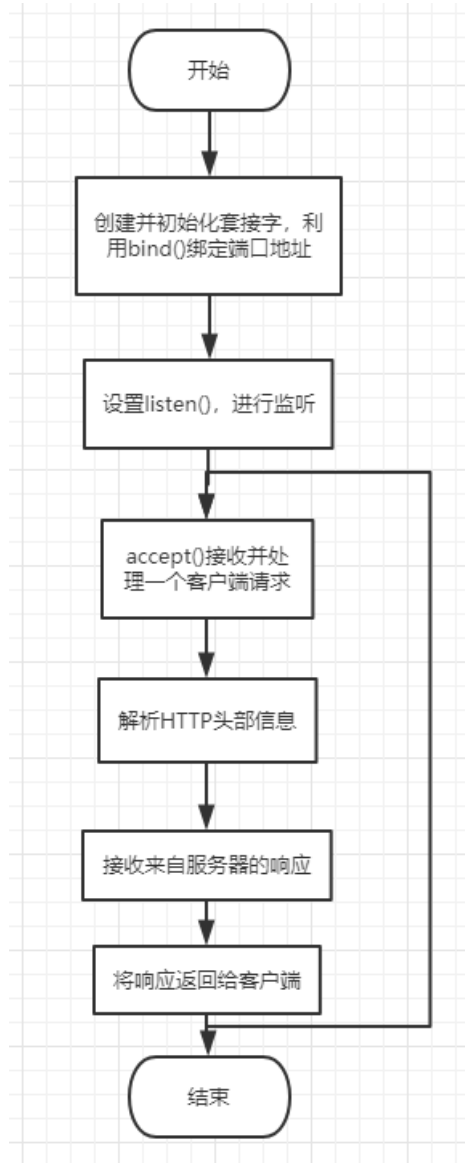 开始
创建并初始化套接字，利
用bind()绑定端口地址
设置listen()，进行监听
accept()接收并处
理一个客户端请求
解析HTTP头部信息
接收来自服务器的响应
将响应返回给客户端
结束